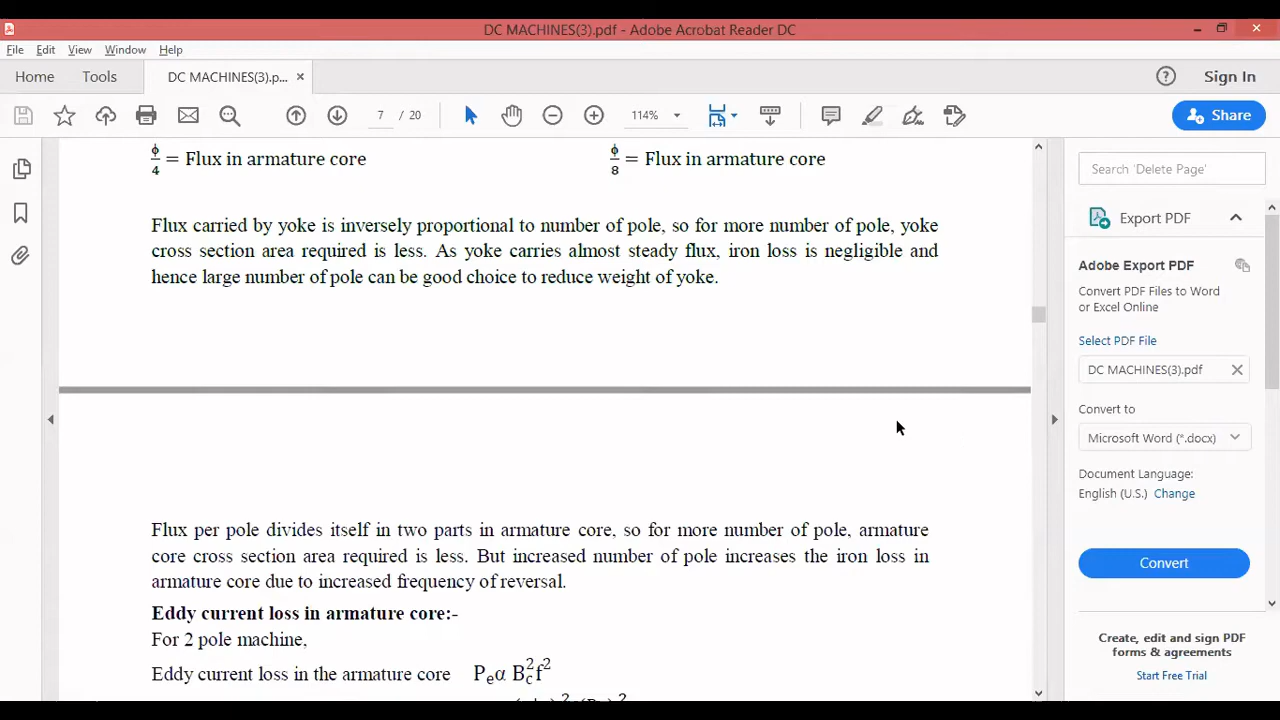 DC MACHINES(3).pdf - Adobe Acrobat Reader DC
File Edit View Window Help
Home Tools DC MACHINES(3).p... × Sign In
7 / 20 114% Share
ϕ/4 = Flux in armature core ϕ/8 = Flux in armature core
Flux carried by yoke is inversely proportional to number of pole, so for more number of pole, yoke
cross section area required is less. As yoke carries almost steady flux, iron loss is negligible and
hence large number of pole can be good choice to reduce weight of yoke.
Flux per pole divides itself in two parts in armature core, so for more number of pole, armature
core cross section area required is less. But increased number of pole increases the iron loss in
armature core due to increased frequency of reversal.
Eddy current loss in armature core:-
For 2 pole machine,
Eddy current loss in the armature core Pₑα B_c²f²
Search 'Delete Page'
Export PDF
Adobe Export PDF
Convert PDF Files to Word
or Excel Online
Select PDF File
DC MACHINES(3).pdf
Convert to
Microsoft Word (*.docx)
Document Language:
English (U.S.) Change
Convert
Create, edit and sign PDF
forms & agreements
Start Free Trial